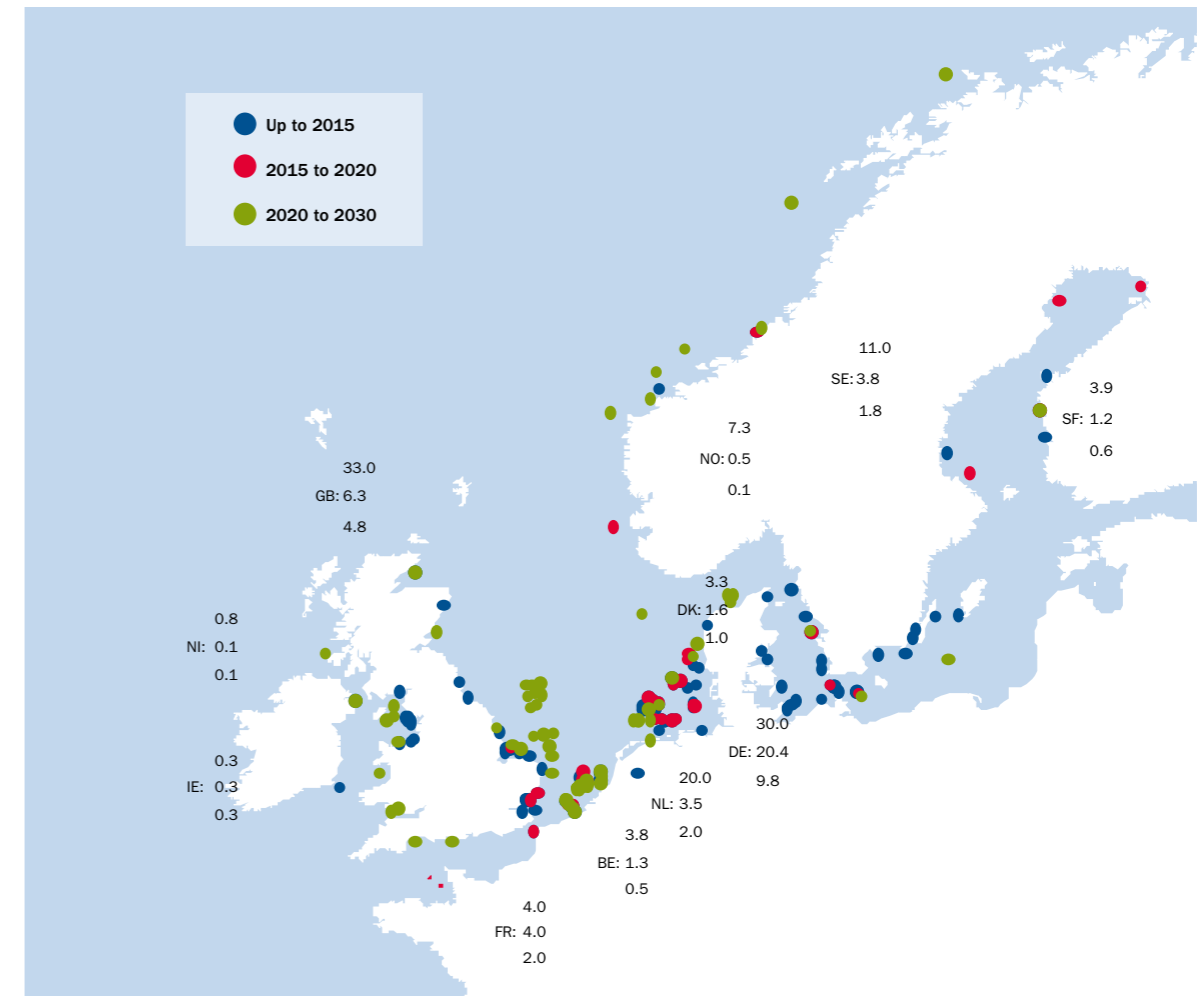 Up to 2015
2015 to 2020
2020 to 2030
11.0
SE: 3.8
1.8
3.9
SF: 1.2
0.6
7.3
NO: 0.5
0.1
33.0
GB: 6.3
4.8
3.3
DK: 1.6
1.0
0.8
NI: 0.1
0.1
30.0
DE: 20.4
9.8
0.3
IE: 0.3
0.3
20.0
NL: 3.5
2.0
3.8
BE: 1.3
0.5
4.0
FR: 4.0
2.0